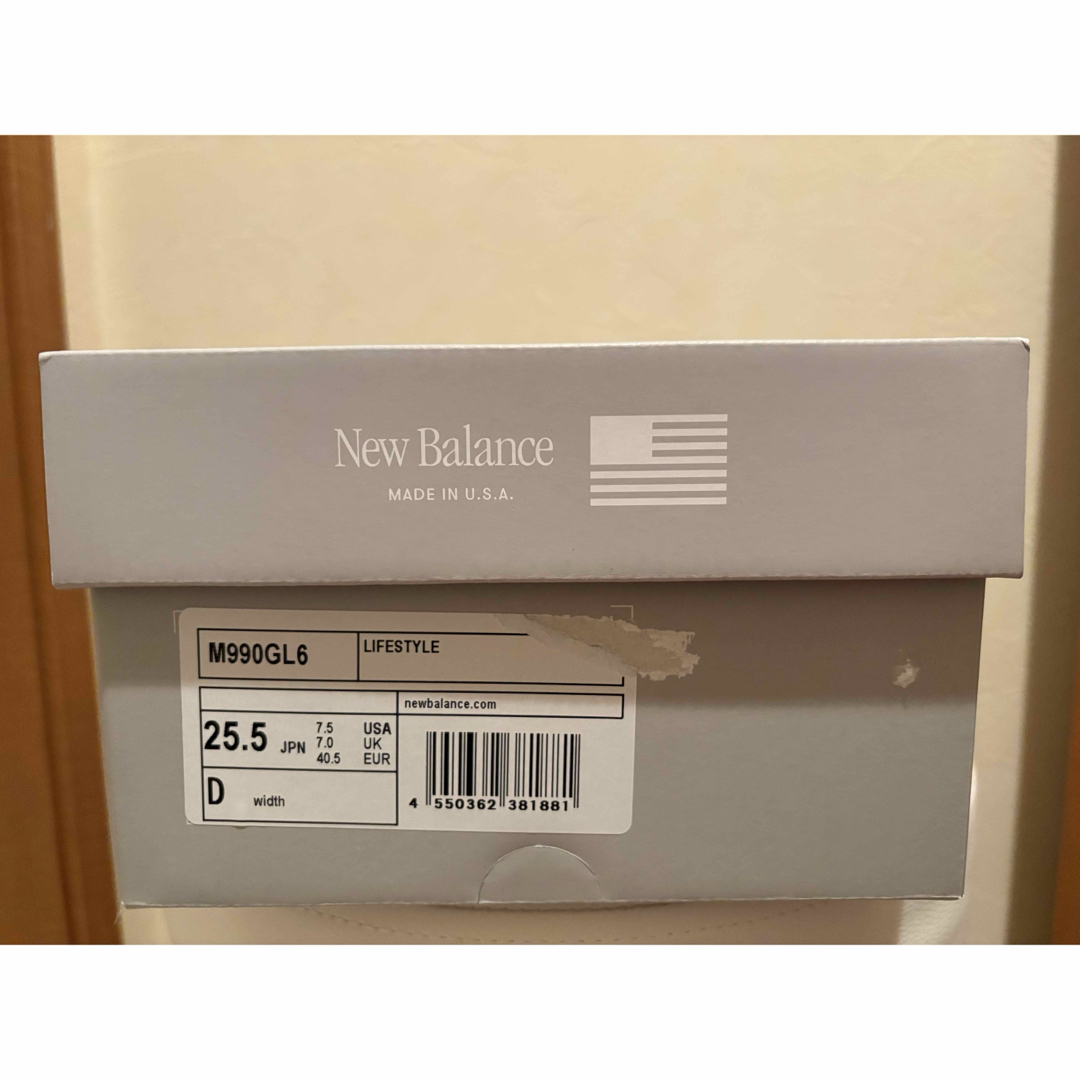 New Balance
MADE IN U.S.A.
M990GL6 LIFESTYLE
newbalance.com
25.5 JPN 7.5 USA
7.0 UK
40.5 EUR
D width
4 550362 381881